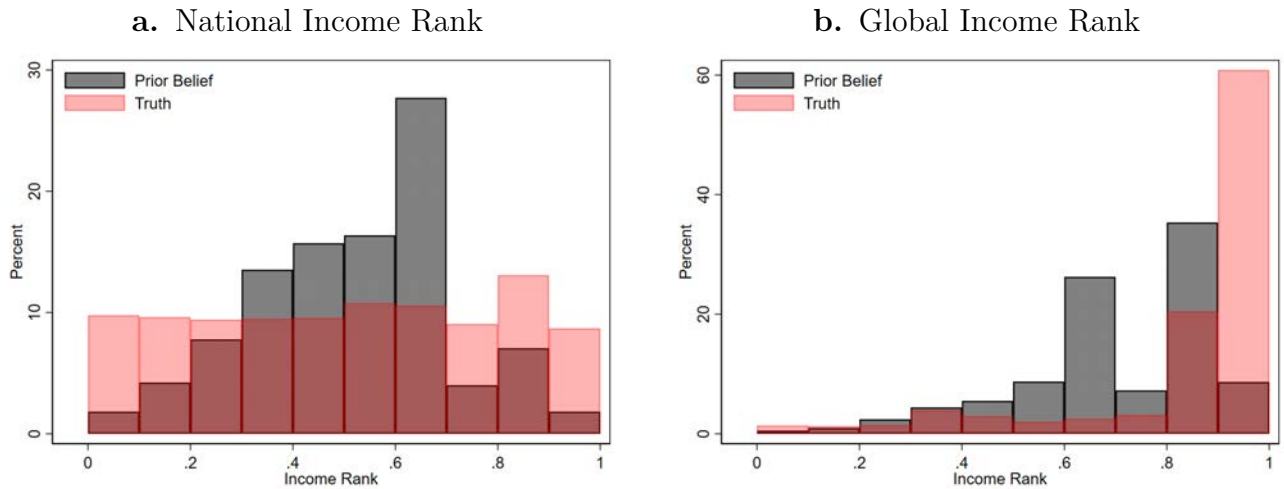 a. National Income Rank
Prior Belief
Truth
Percent
30
20
10
0
0 .2 .4 .6 .8 1
Income Rank
b. Global Income Rank
Prior Belief
Truth
Percent
60
40
20
0
0 .2 .4 .6 .8 1
Income Rank